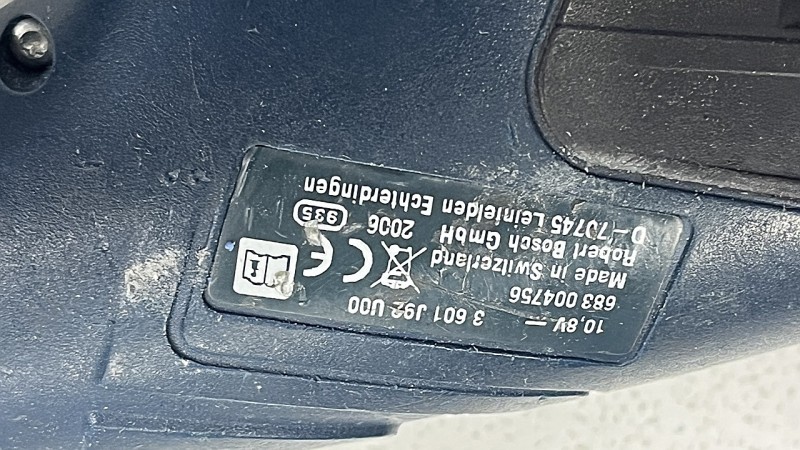 10,8V ⎓ 3 601 J92 U00
683 004756
Made in Switzerland
Robert Bosch GmbH 2006 935
D-70745 Leinfelden Echterdingen
CE